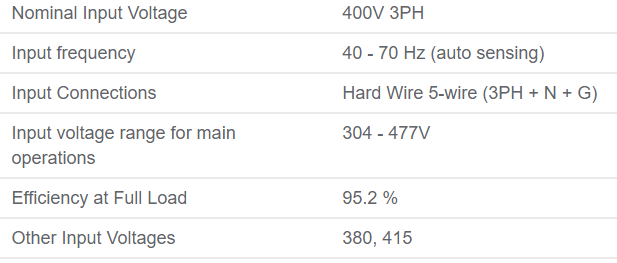 Nominal Input Voltage 400V 3PH
Input frequency 40 - 70 Hz (auto sensing)
Input Connections Hard Wire 5-wire (3PH + N + G)
Input voltage range for main 304 - 477V
operations
Efficiency at Full Load 95.2 %
Other Input Voltages 380, 415